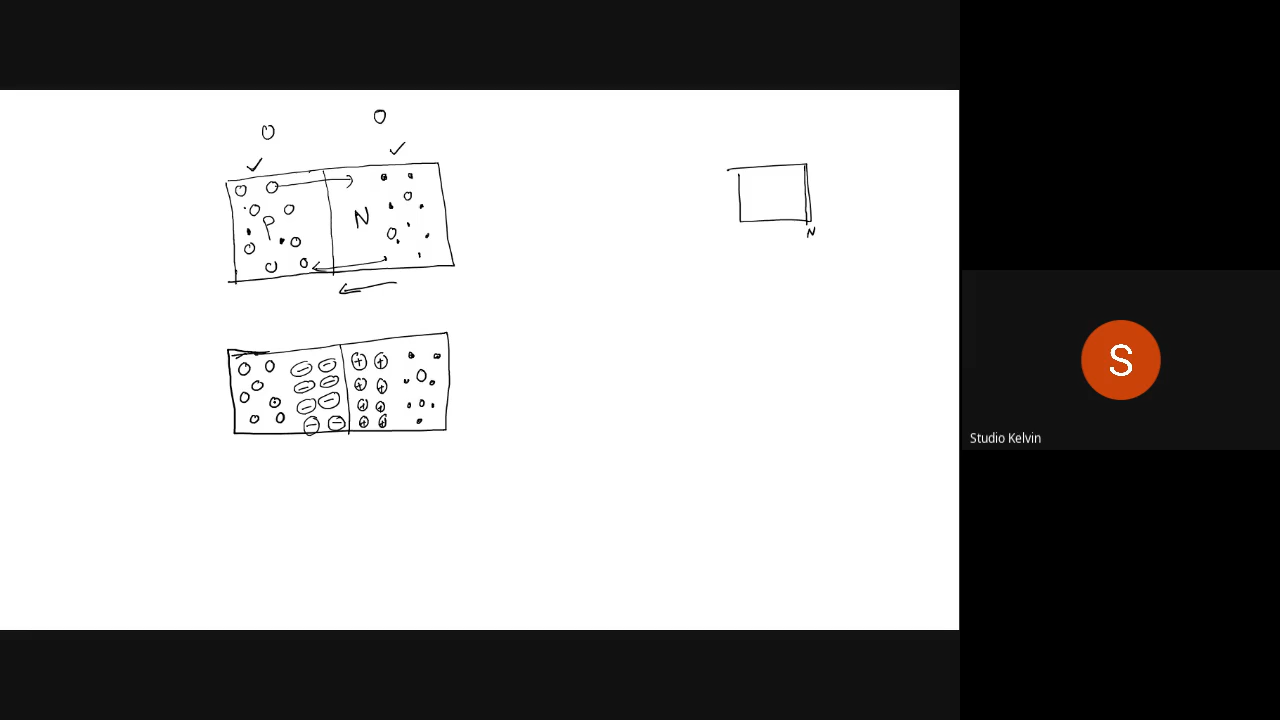 O
O
P
N
N
− −
− −
− −
− −
+ +
+ +
+ +
+ +
S
Studio Kelvin